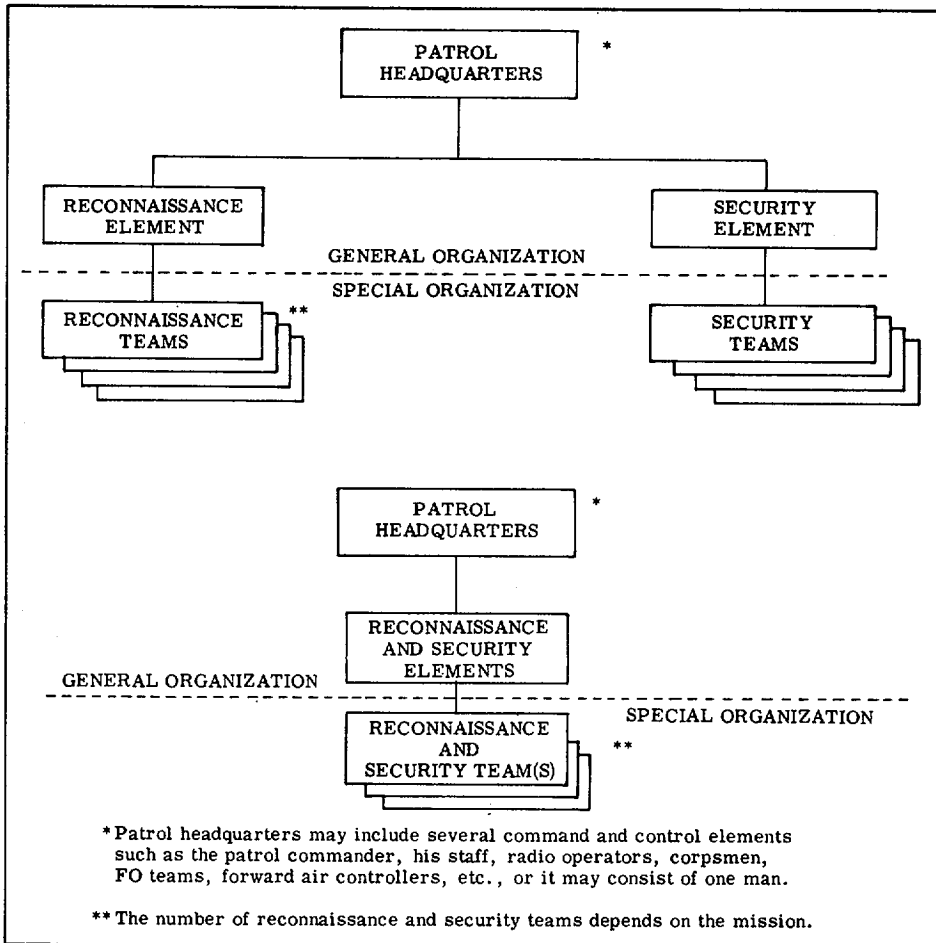 PATROL HEADQUARTERS *
RECONNAISSANCE ELEMENT
SECURITY ELEMENT
GENERAL ORGANIZATION
SPECIAL ORGANIZATION
RECONNAISSANCE TEAMS **
SECURITY TEAMS
PATROL HEADQUARTERS *
RECONNAISSANCE AND SECURITY ELEMENTS
GENERAL ORGANIZATION
SPECIAL ORGANIZATION
RECONNAISSANCE AND SECURITY TEAM(S) **
*Patrol headquarters may include several command and control elements
such as the patrol commander, his staff, radio operators, corpsmen,
FO teams, forward air controllers, etc., or it may consist of one man.
** The number of reconnaissance and security teams depends on the mission.